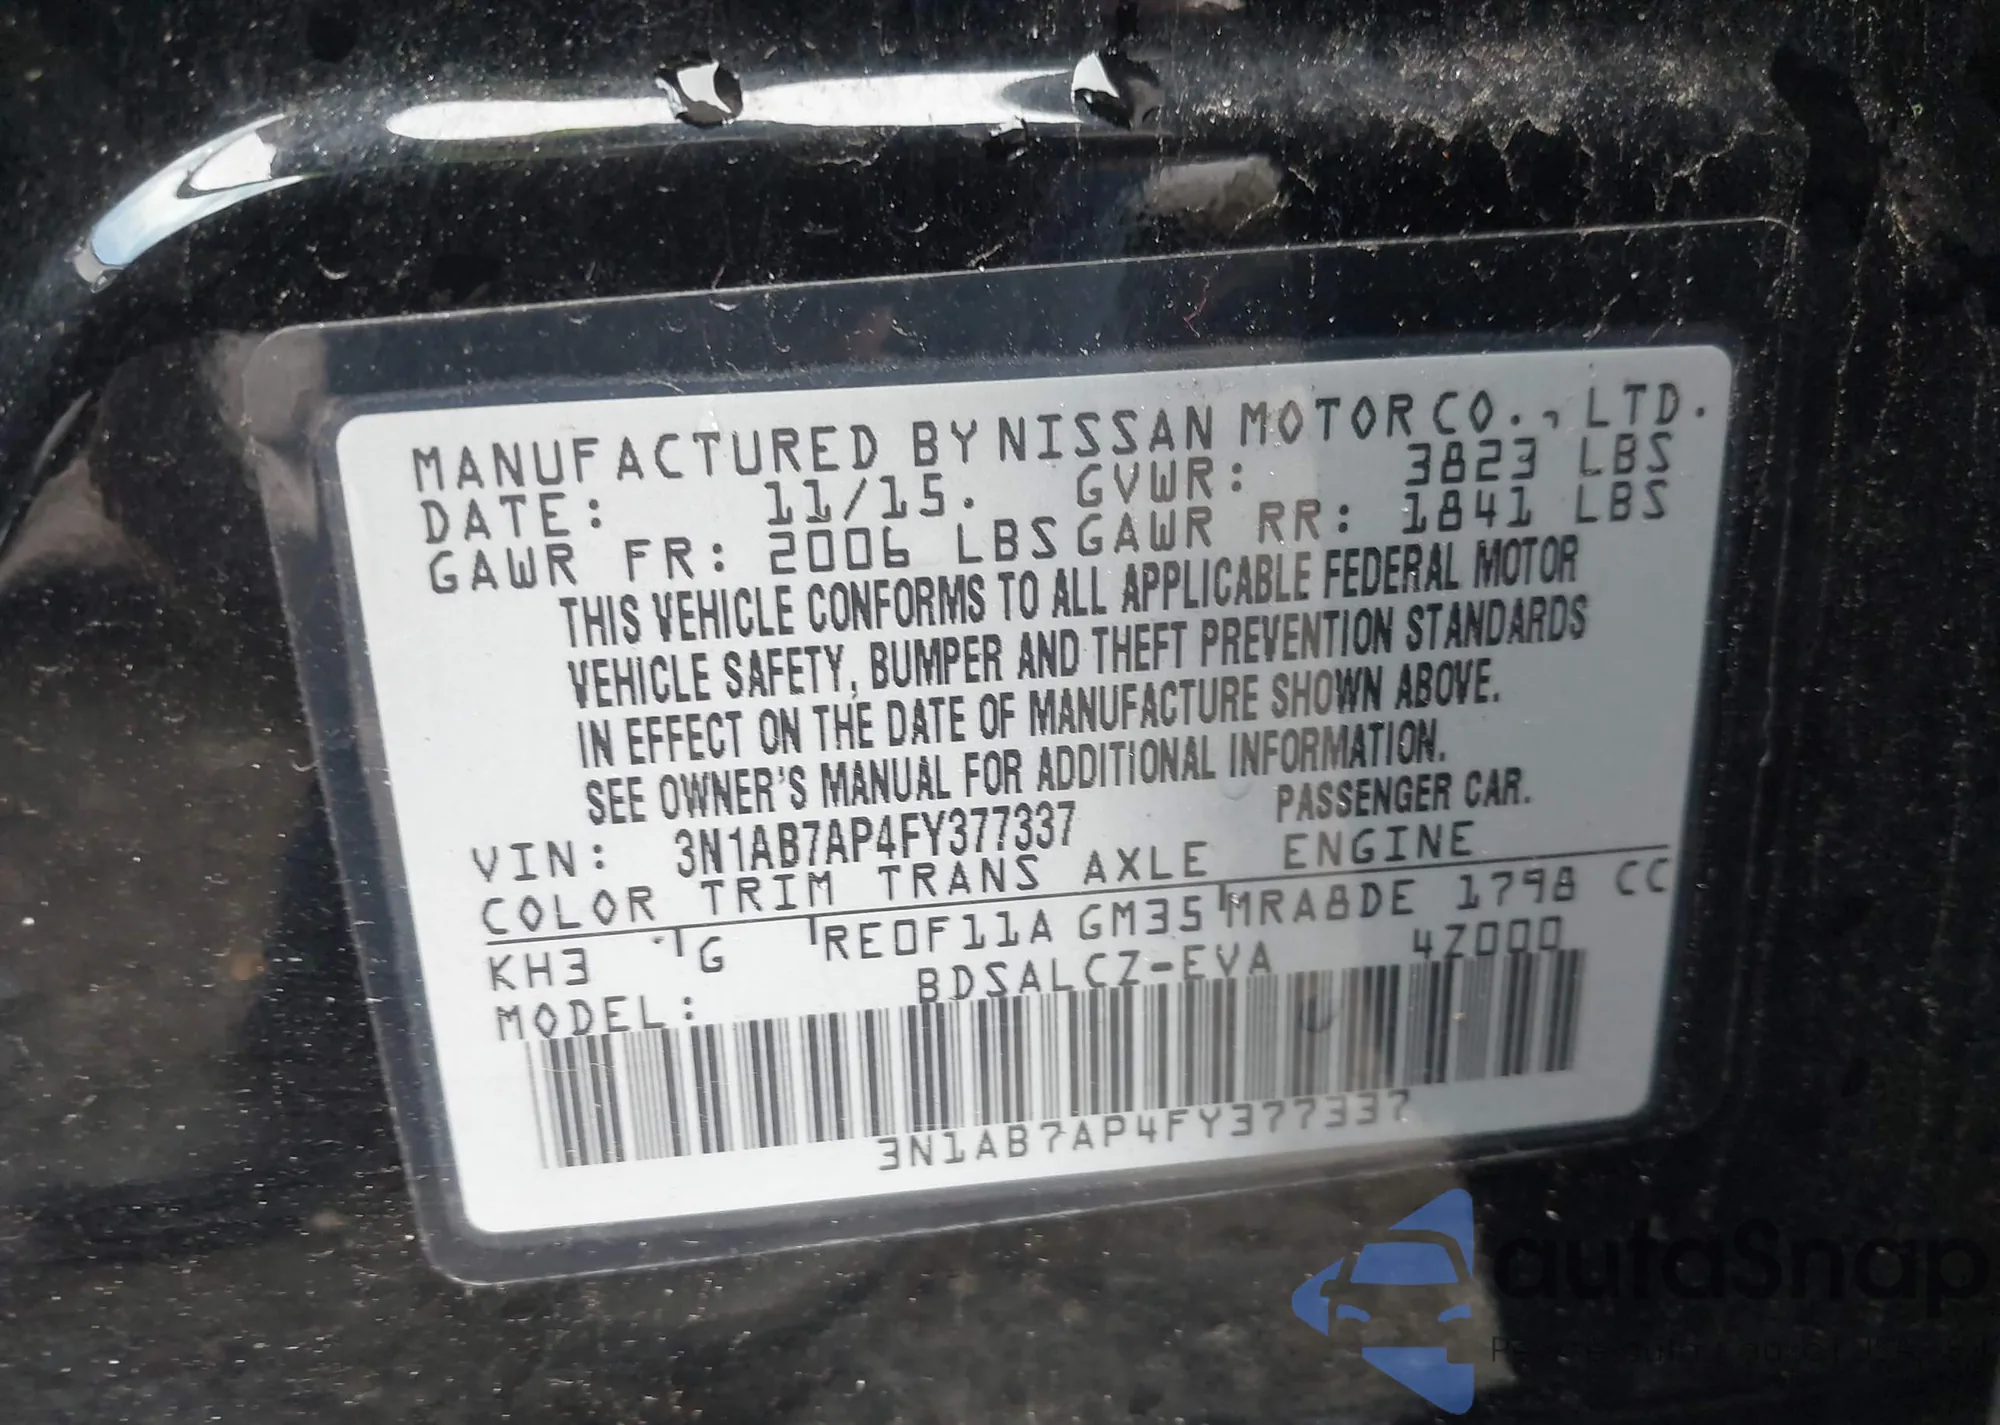 MANUFACTURED BY NISSAN MOTOR CO., LTD.
DATE: 11/15. GVWR: 3823 LBS
GAWR FR: 2006 LBS GAWR RR: 1841 LBS
THIS VEHICLE CONFORMS TO ALL APPLICABLE FEDERAL MOTOR
VEHICLE SAFETY, BUMPER AND THEFT PREVENTION STANDARDS
IN EFFECT ON THE DATE OF MANUFACTURE SHOWN ABOVE.
SEE OWNER'S MANUAL FOR ADDITIONAL INFORMATION.
VIN: 3N1AB7AP4FY377337 PASSENGER CAR.
COLOR TRIM TRANS AXLE ENGINE
KH3 G RE0F11A GM35 MRA8DE 1798 CC
MODEL: BDSALCZ-EVA 4Z000
3N1AB7AP4FY377337
autoSnap